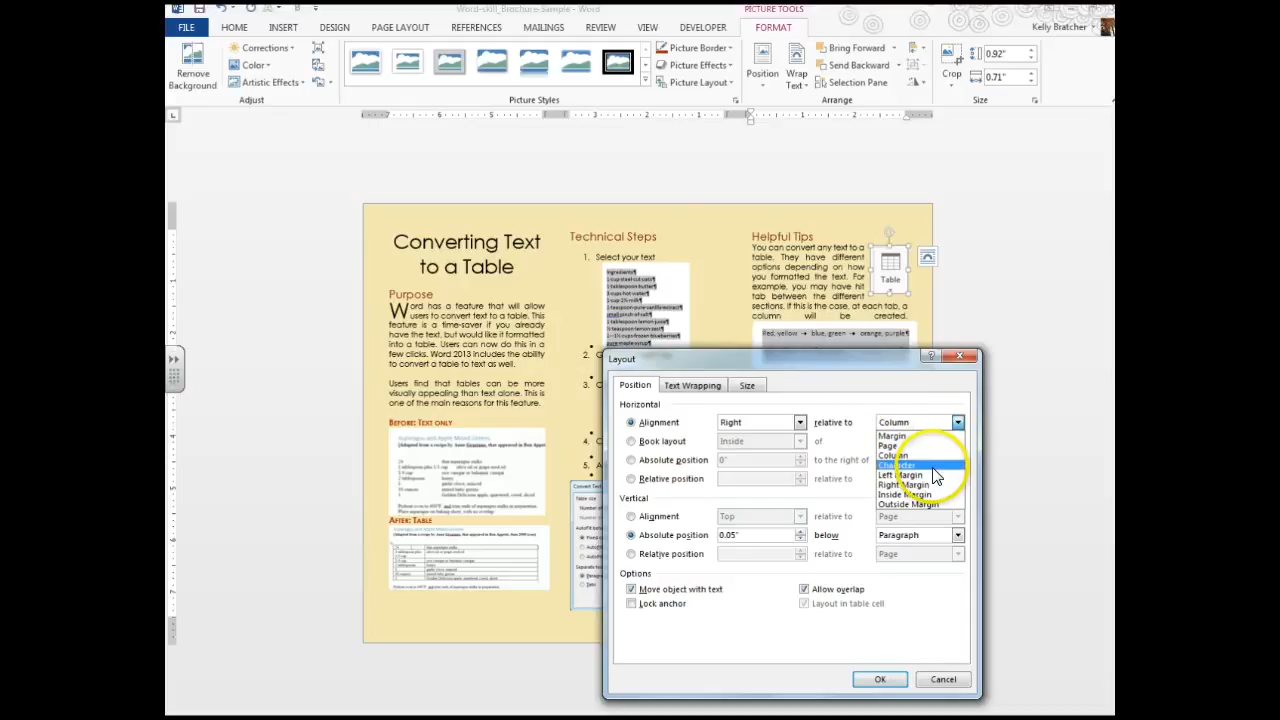 Word-skill_Brochure-Sample - Word
PICTURE TOOLS
FILE HOME INSERT DESIGN PAGE LAYOUT REFERENCES MAILINGS REVIEW VIEW DEVELOPER FORMAT Kelly Bratcher
Remove Background
Corrections
Color
Artistic Effects
Adjust
Picture Styles
Picture Border
Picture Effects
Picture Layout
Position
Wrap Text
Bring Forward
Send Backward
Selection Pane
Arrange
Crop
0.92"
0.71"
Size
Converting Text
to a Table
Purpose
Word has a feature that will allow
users to convert text to a table. This
feature is a time-saver if you already
have the text, but would like it formatted
into a table. Users can now do this in a
few clicks. Word 2013 includes the ability
to convert a table to text as well.
Users find that tables can be more
visually appealing than text alone. This is
one of the main reasons for this feature.
Before: Text only
After: Table
Technical Steps
1. Select your text
Ingredients¶
2.
3.
4.
5.
Helpful Tips
You can convert any text to a
table. They have different
options depending on how
you formatted the text. For
example, you may have hit
tab between the different
sections. If this is the case, at each tab, a
column will be created.
Table
Red, yellow → blue, green → orange, purple¶
Layout
Position Text Wrapping Size
Horizontal
Alignment Right relative to Column
Book layout Inside of
Absolute position 0" to the right of
Relative position relative to
Margin
Page
Column
Character
Left Margin
Right Margin
Inside Margin
Outside Margin
Vertical
Alignment Top relative to Page
Absolute position 0.05" below Paragraph
Relative position relative to Page
Options
Move object with text Allow overlap
Lock anchor Layout in table cell
OK Cancel